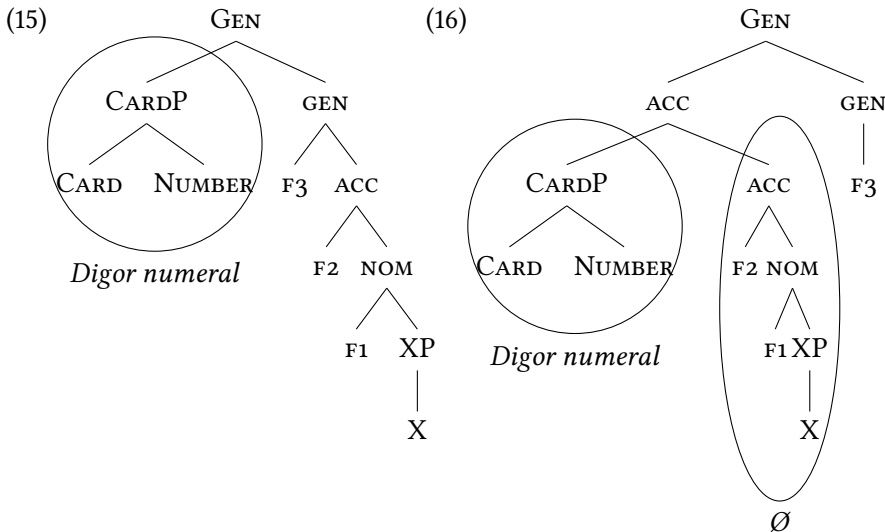 (15) GEN (16) GEN
CARDP GEN ACC GEN
CARD NUMBER F3 ACC CARDP ACC F3
Digor numeral F2 NOM CARD NUMBER F2 NOM
F1 XP Digor numeral F1 XP
X X
Ø